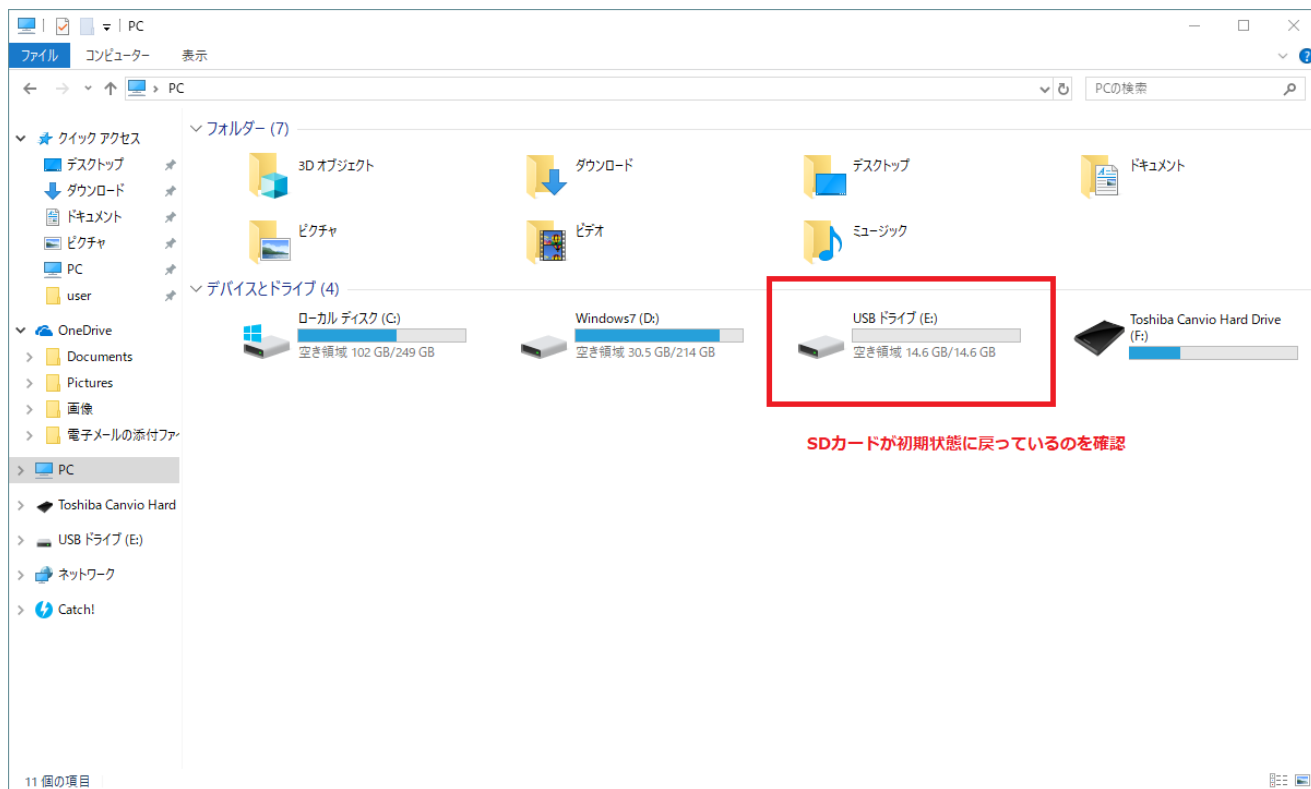 PC
ファイル
コンピューター
表示
PC
PCの検索
クイック アクセス
デスクトップ
ダウンロード
ドキュメント
ピクチャ
PC
user
OneDrive
Documents
Pictures
画像
電子メールの添付ファ
PC
Toshiba Canvio Hard
USB ドライブ (E:)
ネットワーク
Catch!
フォルダー (7)
3D オブジェクト
ダウンロード
デスクトップ
ドキュメント
ピクチャ
ビデオ
ミュージック
デバイスとドライブ (4)
ローカル ディスク (C:)
空き領域 102 GB/249 GB
Windows7 (D:)
空き領域 30.5 GB/214 GB
USB ドライブ (E:)
空き領域 14.6 GB/14.6 GB
Toshiba Canvio Hard Drive
(F:)
SDカードが初期状態に戻っているのを確認
11 個の項目